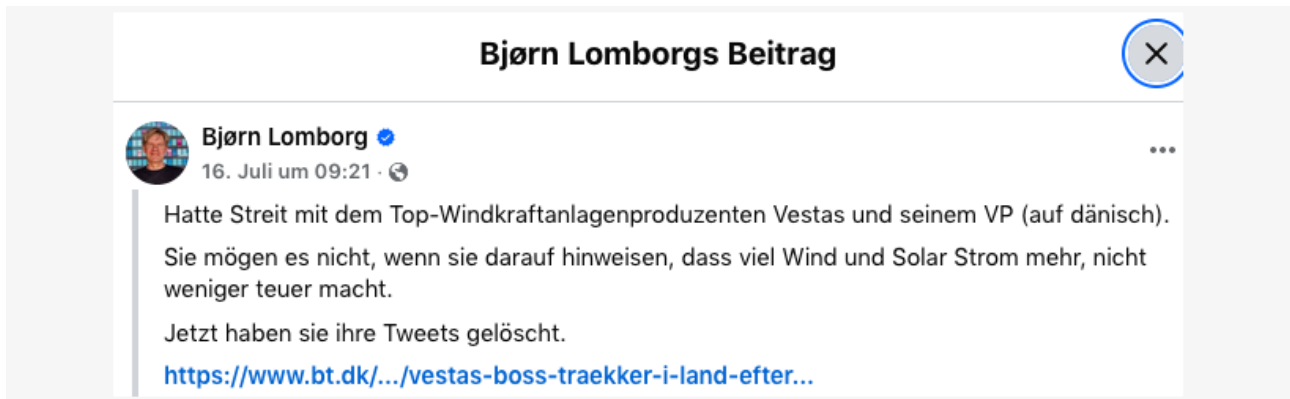 Bjørn Lomborgs Beitrag
Bjørn Lomborg
16. Juli um 09:21 ·
Hatte Streit mit dem Top-Windkraftanlagenproduzenten Vestas und seinem VP (auf dänisch).
Sie mögen es nicht, wenn sie darauf hinweisen, dass viel Wind und Solar Strom mehr, nicht
weniger teuer macht.
Jetzt haben sie ihre Tweets gelöscht.
https://www.bt.dk/.../vestas-boss-traekker-i-land-efter...